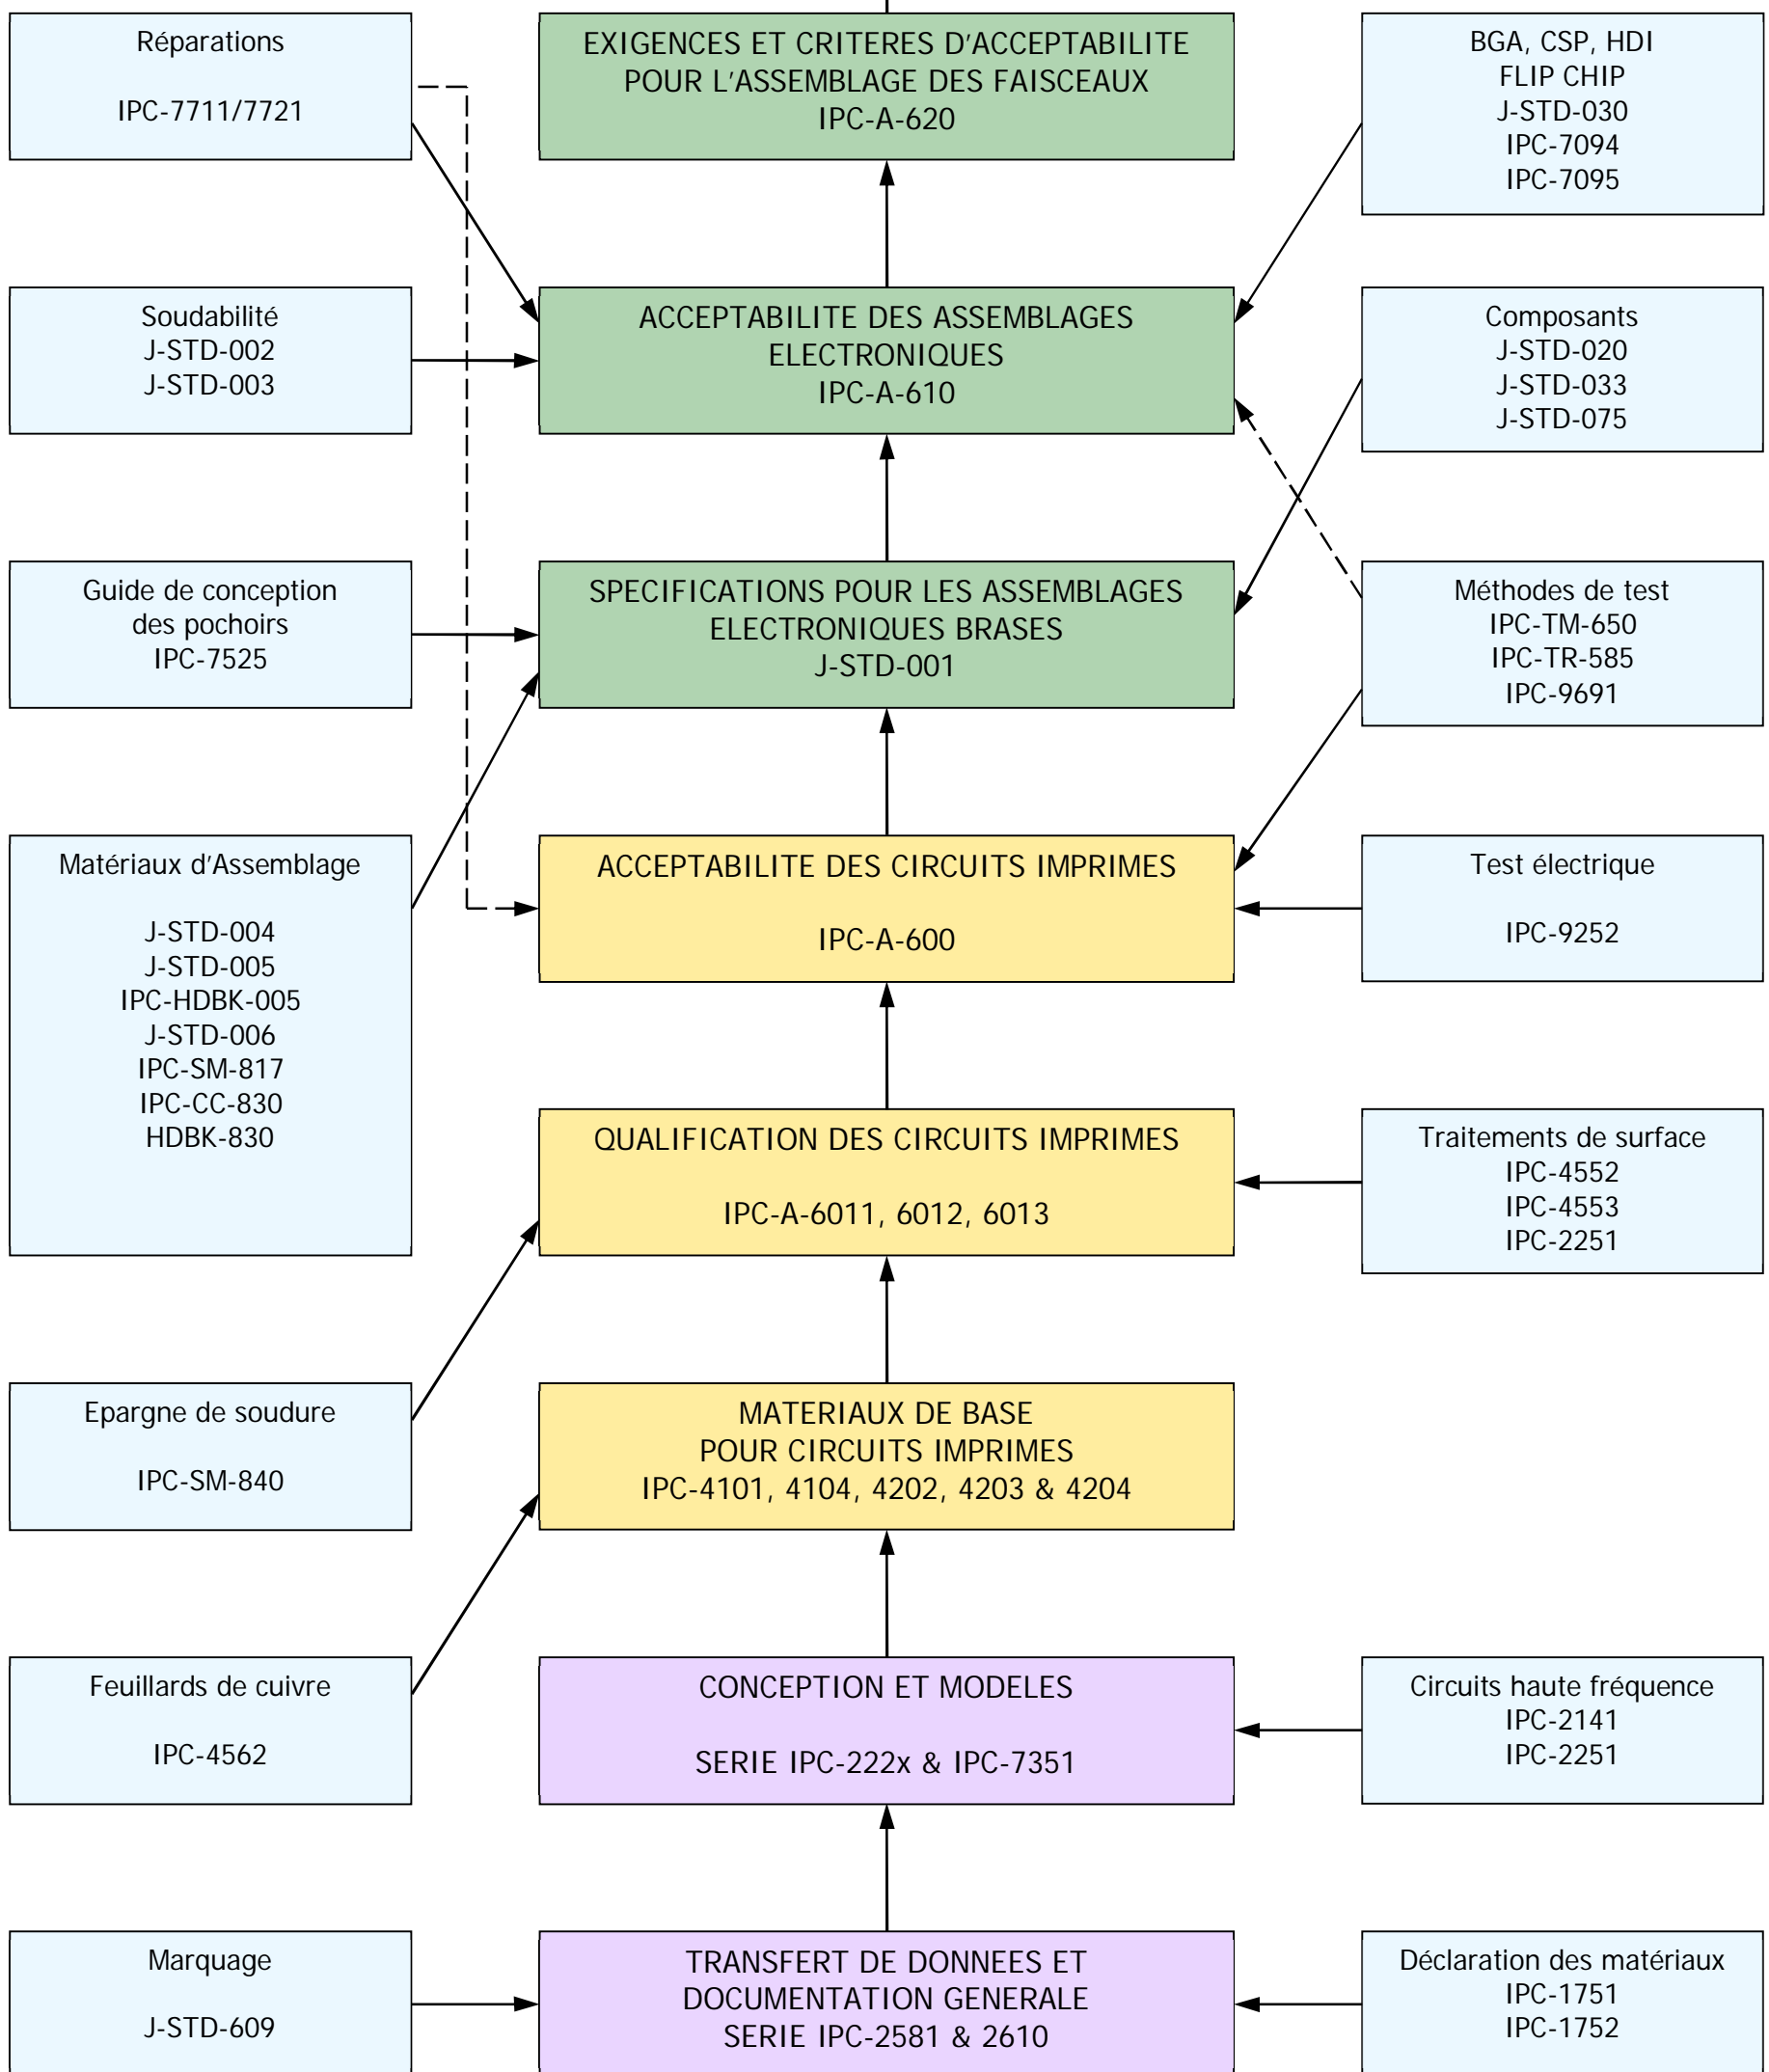 Réparations
IPC-7711/7721
EXIGENCES ET CRITERES D'ACCEPTABILITE
POUR L'ASSEMBLAGE DES FAISCEAUX
IPC-A-620
BGA, CSP, HDI
FLIP CHIP
J-STD-030
IPC-7094
IPC-7095
Soudabilité
J-STD-002
J-STD-003
ACCEPTABILITE DES ASSEMBLAGES
ELECTRONIQUES
IPC-A-610
Composants
J-STD-020
J-STD-033
J-STD-075
Guide de conception
des pochoirs
IPC-7525
SPECIFICATIONS POUR LES ASSEMBLAGES
ELECTRONIQUES BRASES
J-STD-001
Méthodes de test
IPC-TM-650
IPC-TR-585
IPC-9691
Matériaux d'Assemblage
J-STD-004
J-STD-005
IPC-HDBK-005
J-STD-006
IPC-SM-817
IPC-CC-830
HDBK-830
ACCEPTABILITE DES CIRCUITS IMPRIMES
IPC-A-600
Test électrique
IPC-9252
QUALIFICATION DES CIRCUITS IMPRIMES
IPC-A-6011, 6012, 6013
Traitements de surface
IPC-4552
IPC-4553
IPC-2251
Epargne de soudure
IPC-SM-840
MATERIAUX DE BASE
POUR CIRCUITS IMPRIMES
IPC-4101, 4104, 4202, 4203 & 4204
Feuillards de cuivre
IPC-4562
CONCEPTION ET MODELES
SERIE IPC-222x & IPC-7351
Circuits haute fréquence
IPC-2141
IPC-2251
Marquage
J-STD-609
TRANSFERT DE DONNEES ET
DOCUMENTATION GENERALE
SERIE IPC-2581 & 2610
Déclaration des matériaux
IPC-1751
IPC-1752